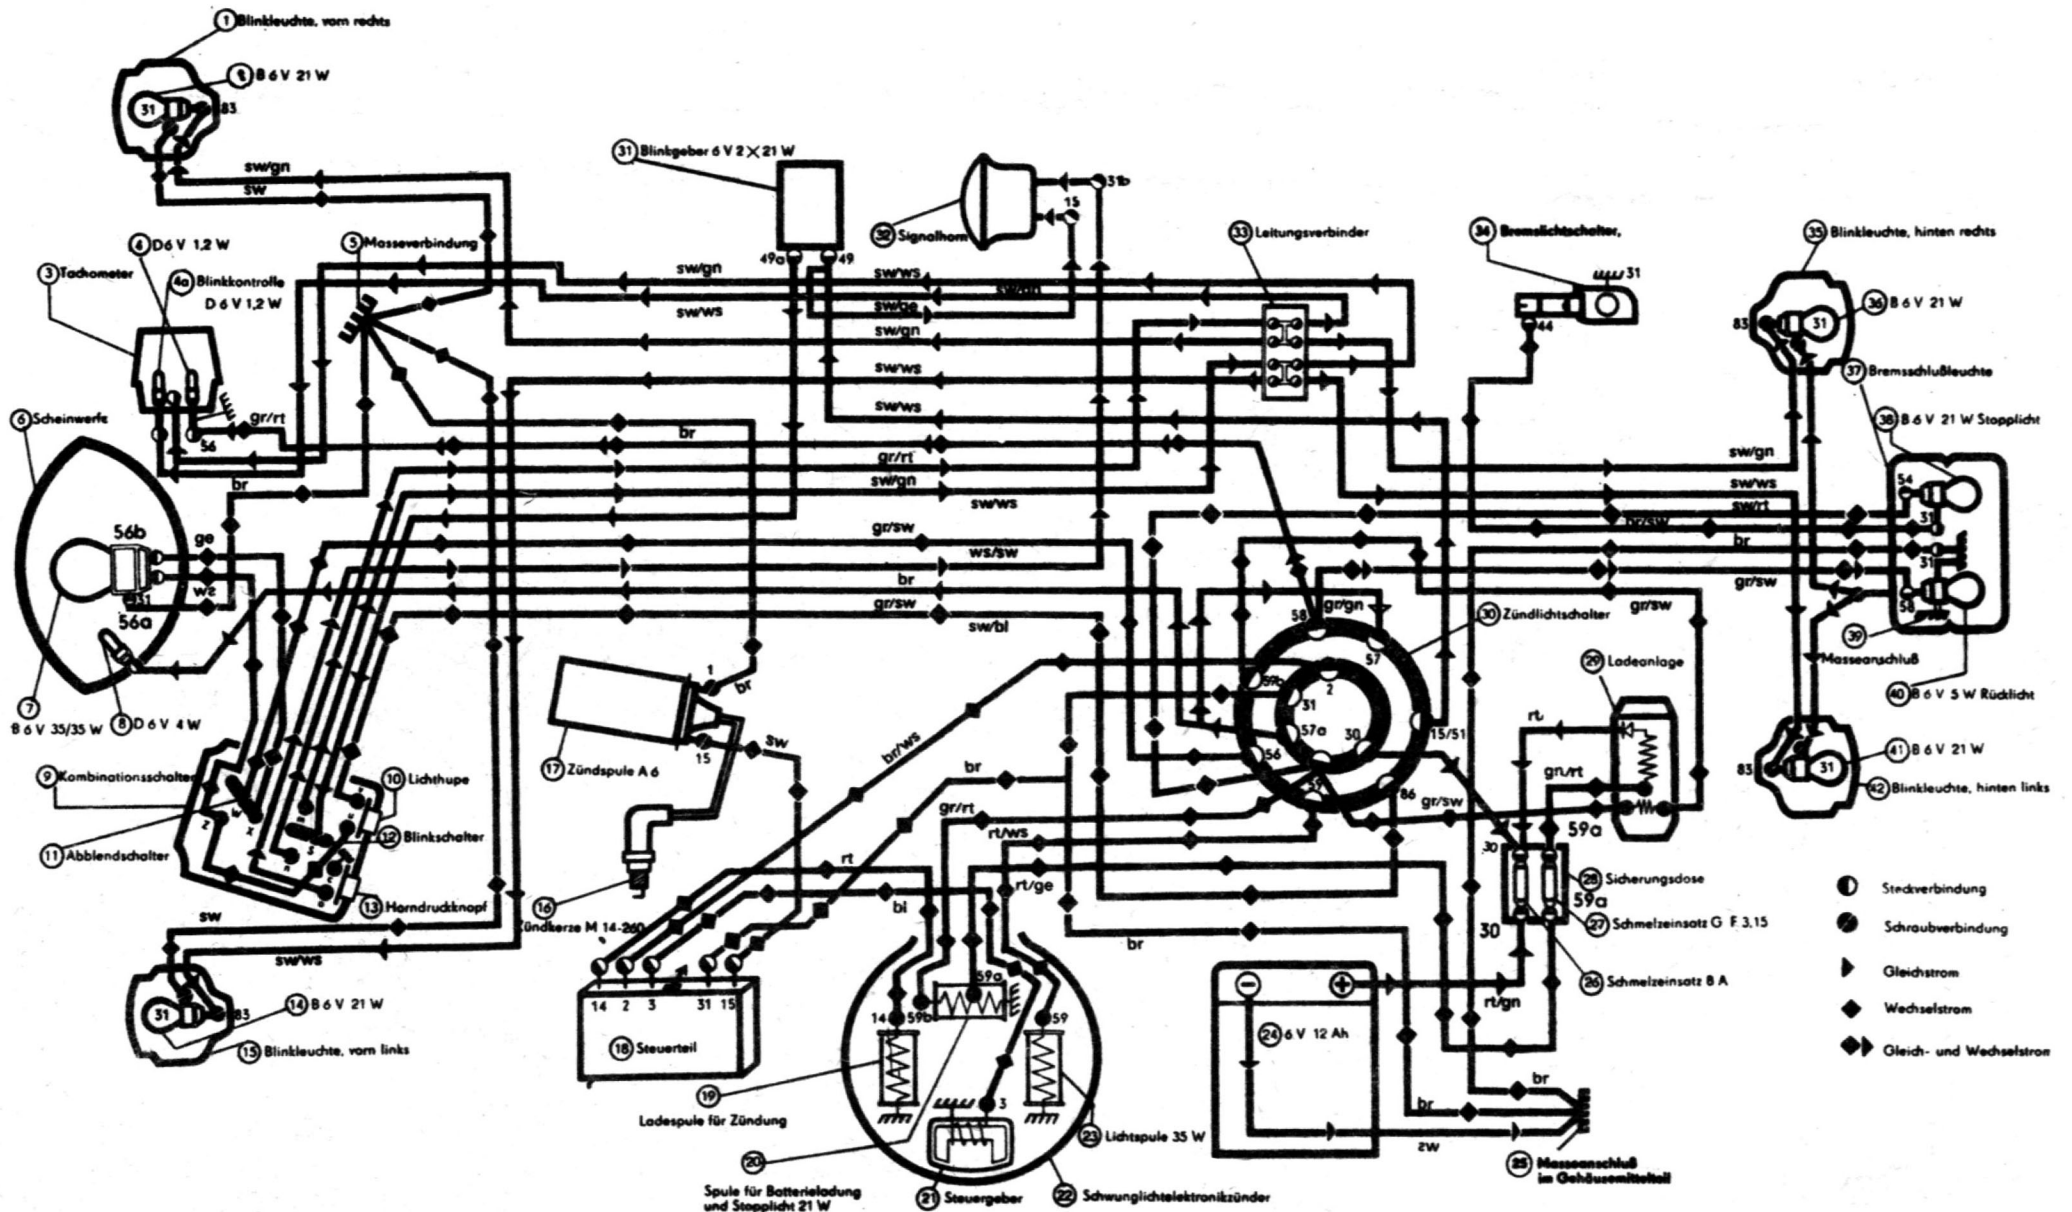 1 Blinkleuchte, vorn rechts
2 B 6 V 21 W
31
83
sw/gn
sw
31 Blinkgeber 6 V 2 X 21 W
49a
49
32 Signalhorn
31b
15
33 Leitungsverbinder
34 Bremslichtschalter,
31
44
35 Blinkleuchte, hinten rechts
36 B 6 V 21 W
83
31
37 Bremsschlußleuchte
38 B 6 V 21 W Stopplicht
3 Tachometer
4 D 6 V 1,2 W
4a Blinkkontrolle
D 6 V 1,2 W
5 Masseverbindung
56
gr/rt
br
sw/gn
sw/ws
sw/ws
sw/gn
sw/ge
sw/gn
sw/ws
sw/ws
br
gr/rt
sw/gn
sw/ws
gr/sw
ws/sw
br
gr/sw
sw/bl
6 Scheinwerfe
56b
ge
ws
31
56a
7
B 6 V 35/35 W
8 D 6 V 4 W
sw/gn
sw/ws
sw/rt
br/sw
br
gr/sw
gr/sw
54
31
31
58
39
Masseanschluß
40 B 6 V 5 W Rücklicht
9 Kombinationsschalter
10 Lichthupe
11 Abblendschalter
12 Blinkschalter
13 Horndruckknopf
sw
sw/ws
14 B 6 V 21 W
31
83
15 Blinkleuchte, vorn links
1
br
15
sw
17 Zündspule A 6
16
Zündkerze M 14-260
br/ws
br
gr/rt
rt/ws
rt
rt/ge
bl
br
30 Zündlichtschalter
gr/gn
58
57
59b
2
31
57a
30
15/51
56
59
86
gr/sw
29 Ladeanlage
rt
gn/rt
59a
30
28 Sicherungsdose
59a
30
27 Schmelzeinsatz G F 3,15
26 Schmelzeinsatz 8 A
rt/gn
83
31
41 B 6 V 21 W
42 Blinkleuchte, hinten links
14
2
3
31
15
18 Steuerteil
14
59b
59a
59
3
19
Ladespule für Zündung
20
Spule für Batterieladung
und Stopplicht 21 W
21 Steuergeber
22 Schwunglichtelektronikzünder
23 Lichtspule 35 W
24 6 V 12 Ah
br
br
sw
25 Masseanschluß
im Gehäusemittelteil
Steckverbindung
Schraubverbindung
Gleichstrom
Wechselstrom
Gleich- und Wechselstrom